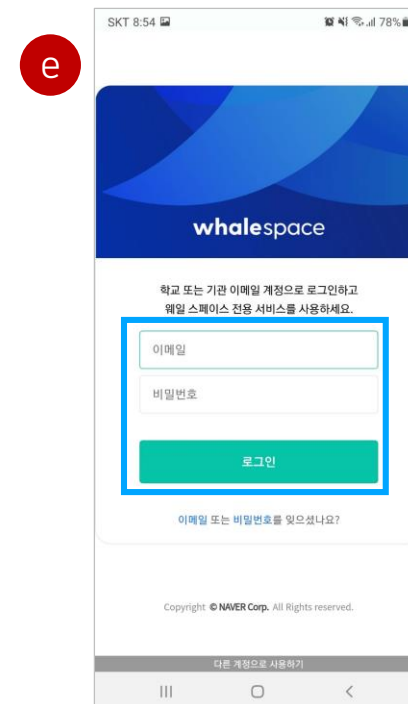 SKT 8:54 78%
e
whalespace
학교 또는 기관 이메일 계정으로 로그인하고
웨일 스페이스 전용 서비스를 사용하세요.
이메일
비밀번호
로그인
이메일 또는 비밀번호를 잊으셨나요?
Copyright © NAVER Corp. All Rights reserved.
다른 계정으로 사용하기